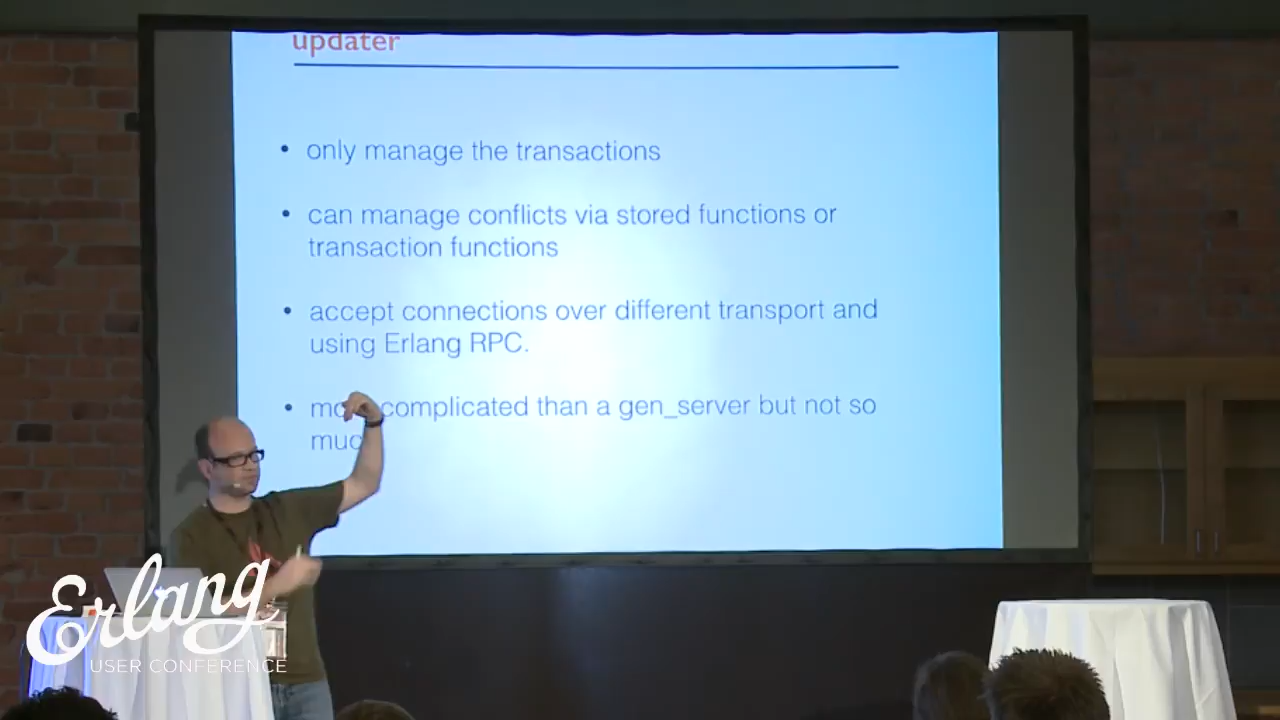 updater
• only manage the transactions
• can manage conflicts via stored functions or
transaction functions
• accept connections over different transport and
using Erlang RPC.
• complicated than a gen_server but not so
Erlang
USER CONFERENCE